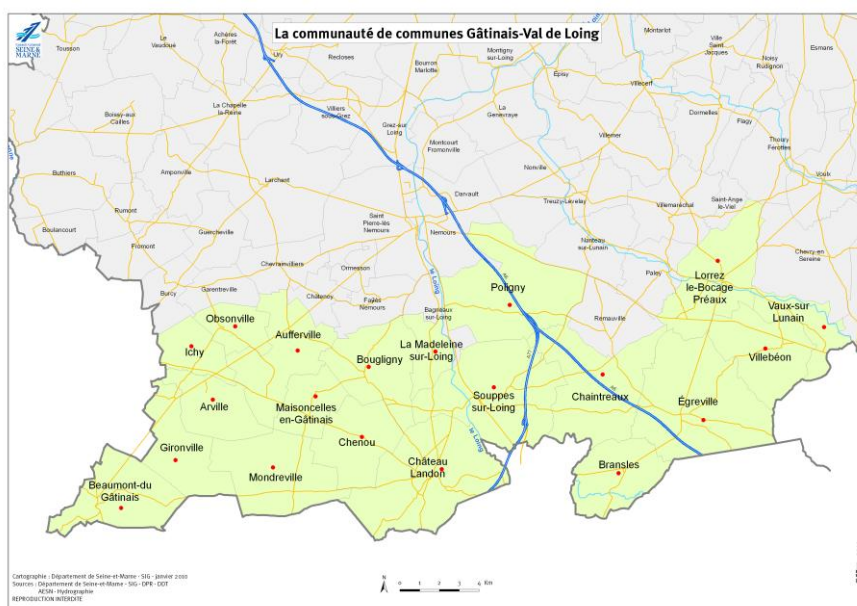 La communauté de communes Gâtinais-Val de Loing
SEINE &
MARNE
Tousson
Le
Vaudoué
Achères
la-Forêt
Ury
Recloses
Bourron
Marlotte
Montigny
sur-Loing
Épisy
Montarlot
Ville
Saint
Jacques
Noisy
Rudignon
Esmans
Villecerf
Boissy-aux
Cailles
La Chapelle
la-Reine
Villiers
sous-Grez
Grez-sur
Loing
La
Genevraye
Dormelles
Flagy
Thoury
Ferottes
Montcourt
Fromonville
Villemer
Nonville
Voulx
Buthiers
Amponville
Larchant
Darvault
Treuzy-Levelay
Villemaréchal
Saint-Ange
le-Viel
Rumont
Boulancourt
Fromont
Guercheville
Saint
Pierre-lès
Nemours
Nemours
Nanteau
sur-Lunain
Chevry-en
Sereine
Chevrainvilliers
Ormesson
le Loing
Paley
Lorrez
le-Bocage
Préaux
Burcy
Garentreville
Châtenoy
Faÿ-lès
Nemours
Bagneaux
sur-Loing
Poligny
A6
Remauville
Vaux-sur
Lunain
Obsonville
Ichy
Aufferville
Bougligny
La Madeleine
sur-Loing
A77
Villebéon
Arville
Maisoncelles
en-Gâtinais
Souppes
sur-Loing
Chaintreaux
A6
Égreville
Chenou
le Loing
Gironville
Mondreville
Château
Landon
Bransles
Beaumont-du
Gâtinais
Cartographie : Département de Seine-et-Marne - SIG - Janvier 2010
Sources : Département de Seine-et-Marne - SIG - DPR - DDT
AESN - Hydrographie
REPRODUCTION INTERDITE
N
0 1 2 3 4 Km